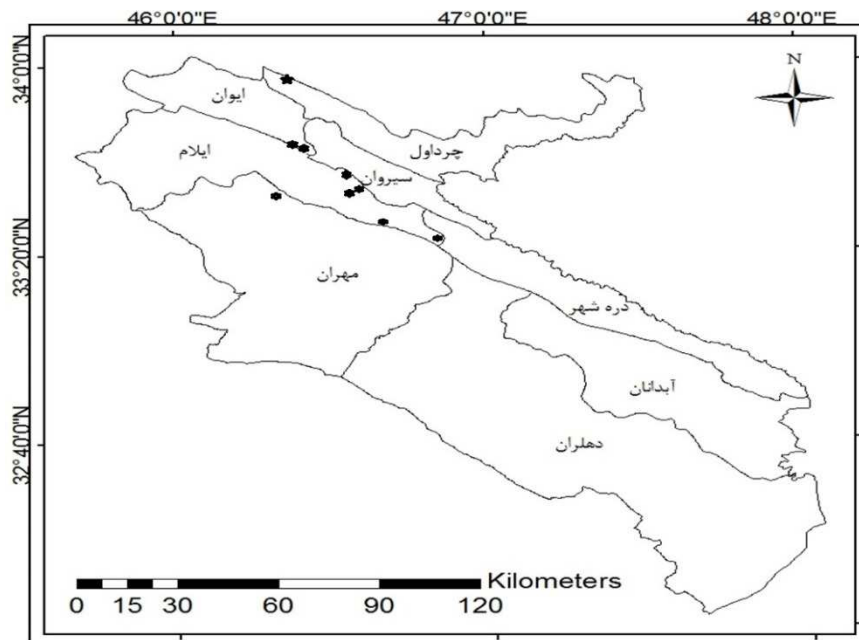 46°0'0"E 47°0'0"E 48°0'0"E
34°0'0"N
33°20'0"N
32°40'0"N
N
ایوان
چرداول
ایلام
سیروان
مهران
دره شهر
آبدانان
دهلران
Kilometers
0 15 30 60 90 120